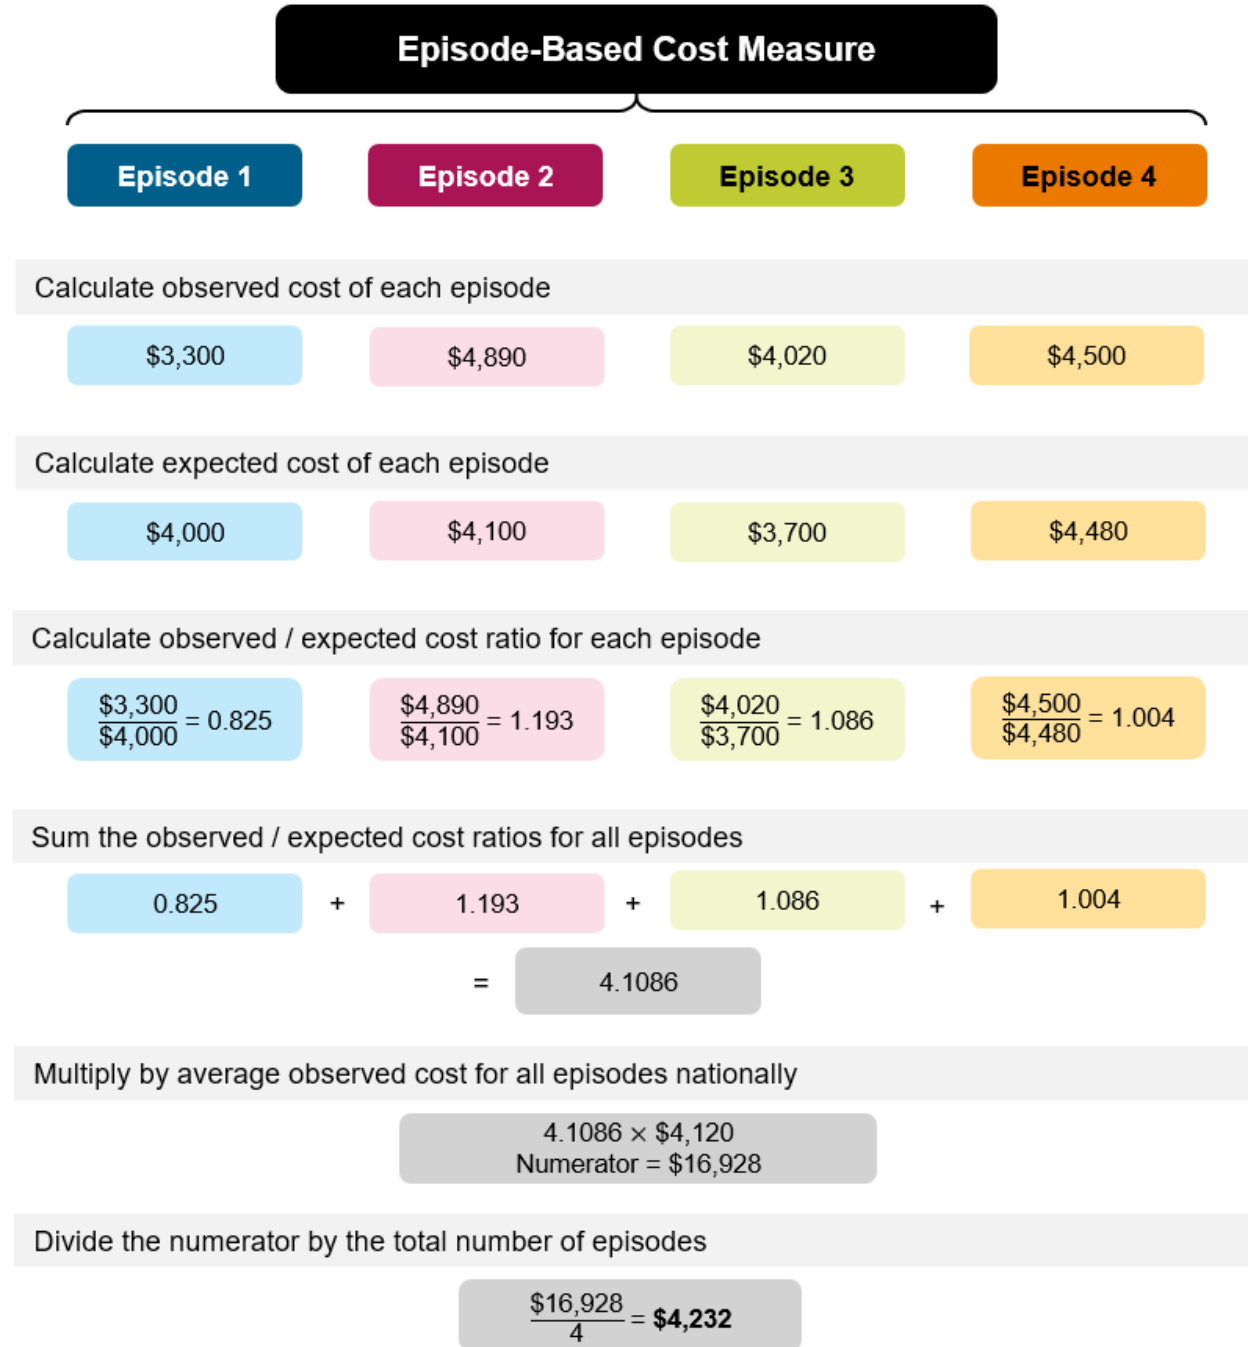 Episode-Based Cost Measure
Episode 1 Episode 2 Episode 3 Episode 4
Calculate observed cost of each episode
$3,300 $4,890 $4,020 $4,500
Calculate expected cost of each episode
$4,000 $4,100 $3,700 $4,480
Calculate observed / expected cost ratio for each episode
$3,300 $4,890 $4,020 $4,500
= 0.825 = 1.193 = 1.086 = 1.004
$4,000 $4,100 $3,700 $4,480
Sum the observed / expected cost ratios for all episodes
0.825 + 1.193 + 1.086 + 1.004
= 4.1086
Multiply by average observed cost for all episodes nationally
4.1086 × $4,120
Numerator = $16,928
Divide the numerator by the total number of episodes
$16,928
= $4,232
4